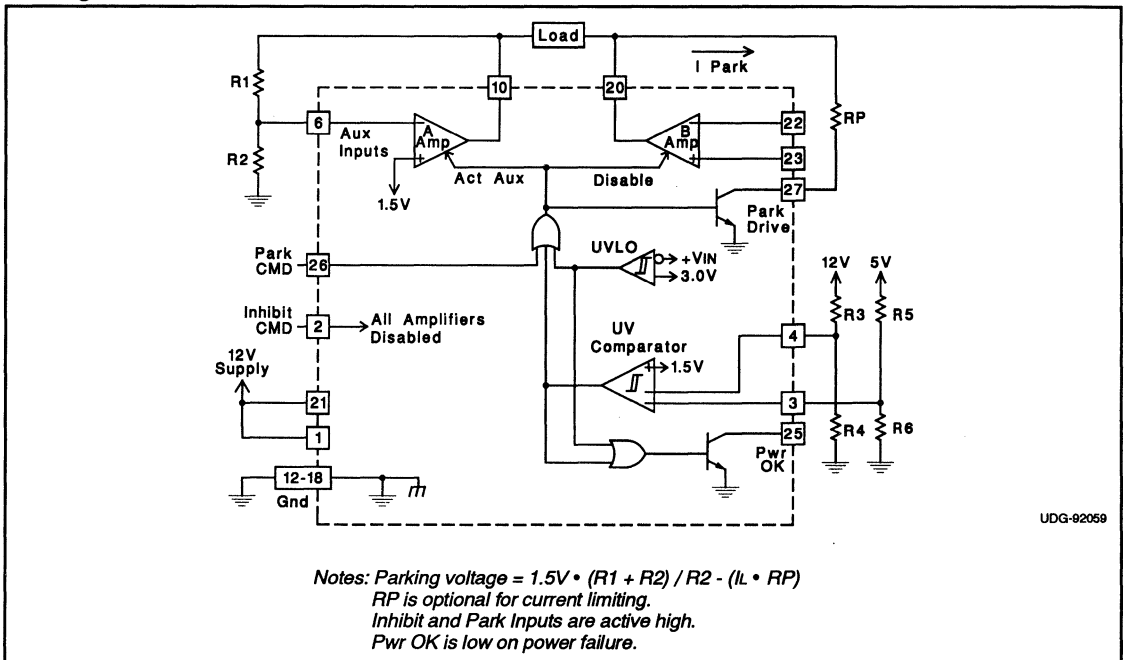 Load
I Park
R1
10
20
RP
6
Aux
Inputs
A
Amp
B
Amp
22
23
R2
Act Aux
Disable
27
1.5V
Park
Drive
Park
CMD
26
UVLO
+VIN
3.0V
12V
5V
R3
R5
Inhibit
CMD
2
All Amplifiers
Disabled
UV
Comparator
4
12V
Supply
1.5V
21
3
1
R4
R6
25
Pwr
OK
12-18
Gnd
UDG-92059
Notes: Parking voltage = 1.5V • (R1 + R2) / R2 - (IL • RP)
RP is optional for current limiting.
Inhibit and Park Inputs are active high.
Pwr OK is low on power failure.